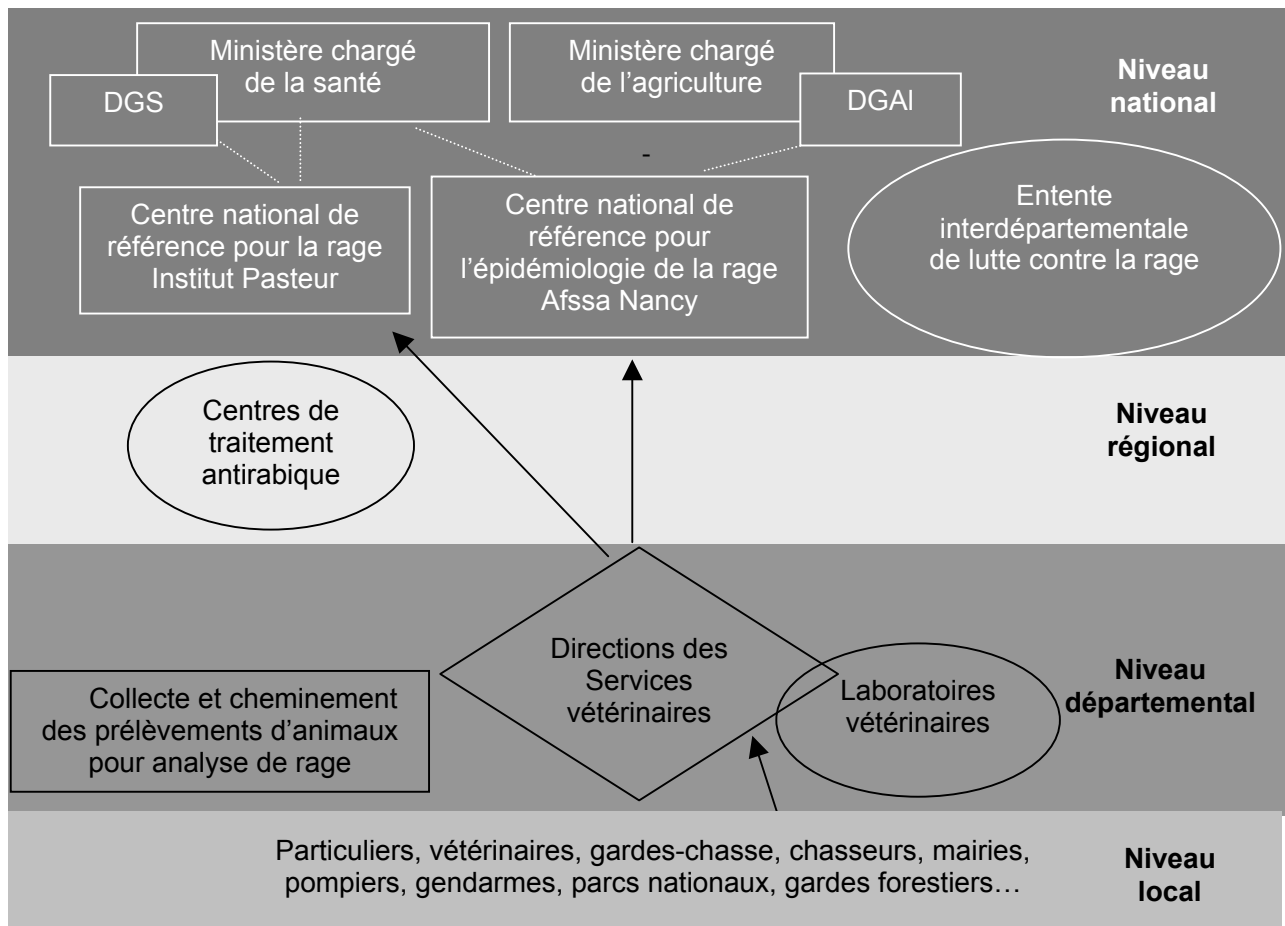 Ministère chargé
de la santé
DGS
Ministère chargé
de l’agriculture
DGAl
Niveau
national
-
Centre national de
référence pour la rage
Institut Pasteur
Centre national de
référence pour
l’épidémiologie de la rage
Afssa Nancy
Entente
interdépartementale
de lutte contre la rage
Centres de
traitement
antirabique
Niveau
régional
Collecte et cheminement
des prélèvements d’animaux
pour analyse de rage
Directions des
Services
vétérinaires
Laboratoires
vétérinaires
Niveau
départemental
Particuliers, vétérinaires, gardes-chasse, chasseurs, mairies,
pompiers, gendarmes, parcs nationaux, gardes forestiers…
Niveau
local